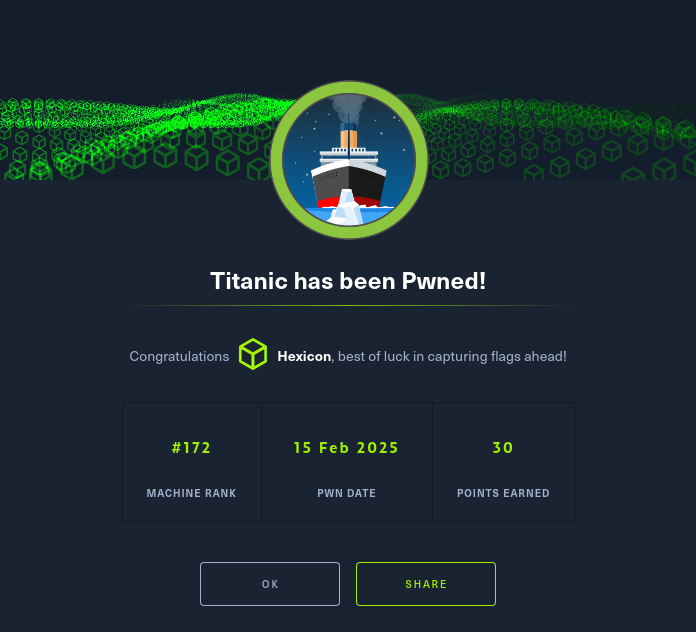 Titanic has been Pwned!
Congratulations Hexicon, best of luck in capturing flags ahead!
#172 15 Feb 2025 30
MACHINE RANK PWN DATE POINTS EARNED
OK SHARE